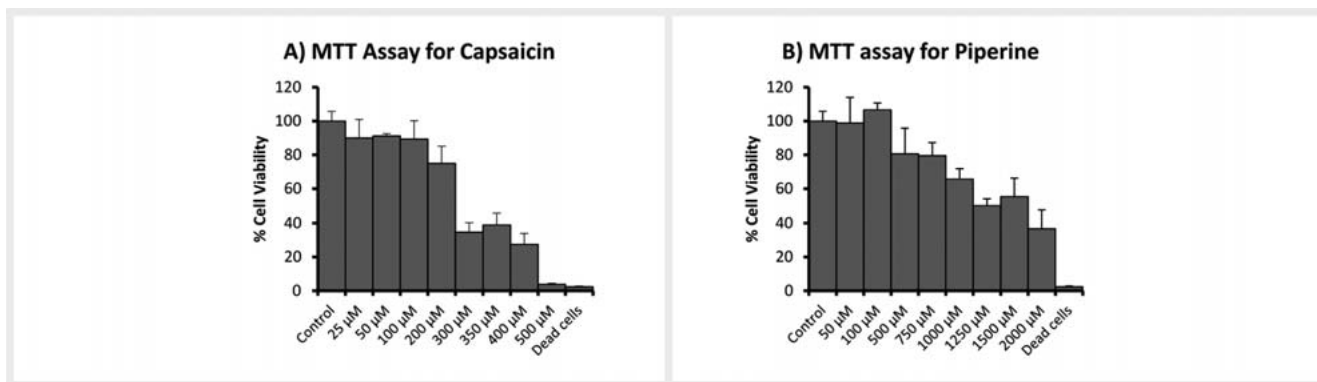 A) MTT Assay for Capsaicin
120
100
80
60
40
20
0
% Cell Viability
Control
25 µM
50 µM
100 µM
200 µM
300 µM
350 µM
400 µM
500 µM
Dead cells
B) MTT assay for Piperine
120
100
80
60
40
20
0
% Cell Viability
Control
50 µM
100 µM
500 µM
750 µM
1000 µM
1250 µM
1500 µM
2000 µM
Dead cells